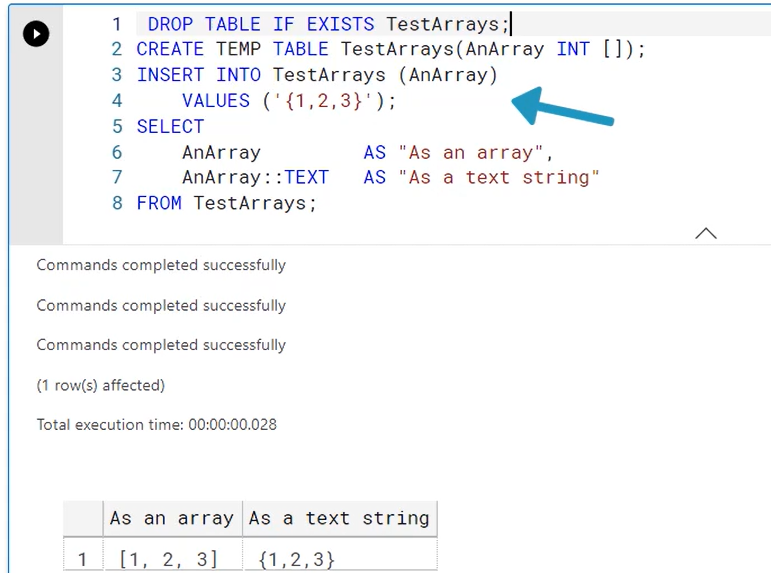 1 DROP TABLE IF EXISTS TestArrays;
2 CREATE TEMP TABLE TestArrays(AnArray INT []);
3 INSERT INTO TestArrays (AnArray)
4 VALUES ('{1,2,3}');
5 SELECT
6 AnArray AS "As an array",
7 AnArray::TEXT AS "As a text string"
8 FROM TestArrays;
Commands completed successfully
Commands completed successfully
Commands completed successfully
(1 row(s) affected)
Total execution time: 00:00:00.028
As an array As a text string
1 [1, 2, 3] {1,2,3}